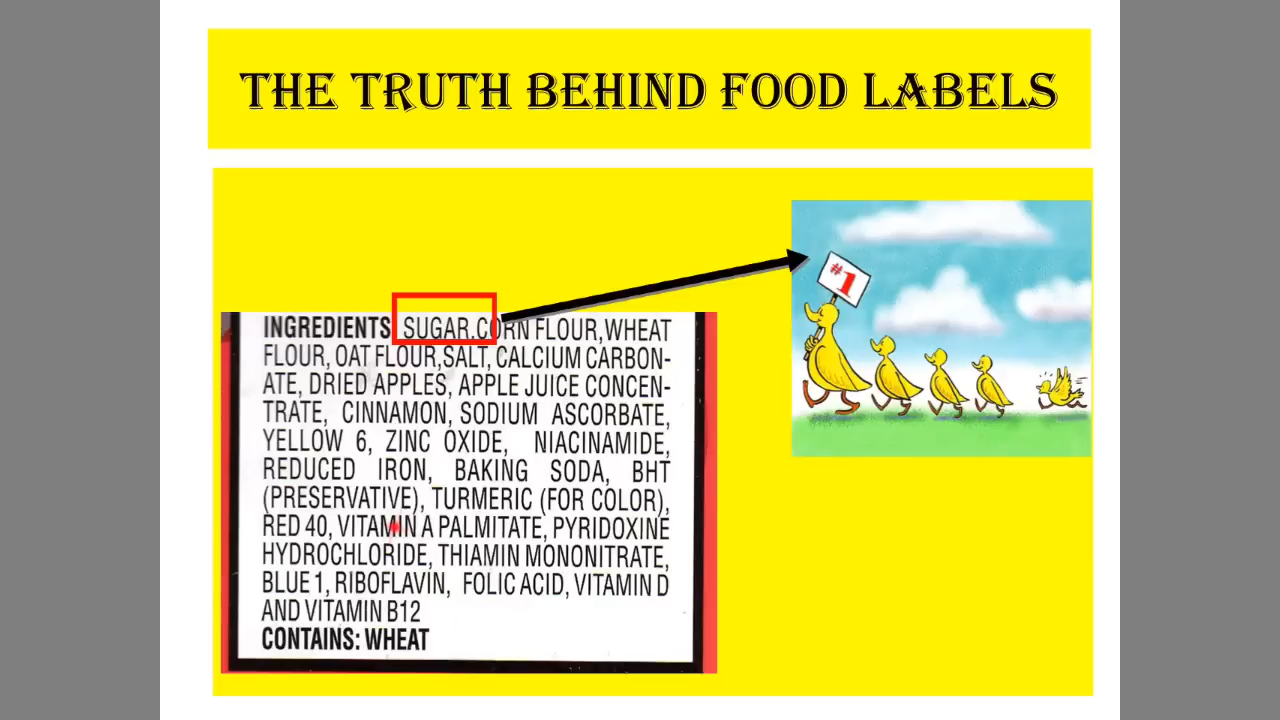 THE TRUTH BEHIND FOOD LABELS
#1
INGREDIENTS: SUGAR, CORN FLOUR, WHEAT
FLOUR, OAT FLOUR, SALT, CALCIUM CARBON-
ATE, DRIED APPLES, APPLE JUICE CONCEN-
TRATE, CINNAMON, SODIUM ASCORBATE,
YELLOW 6, ZINC OXIDE, NIACINAMIDE,
REDUCED IRON, BAKING SODA, BHT
(PRESERVATIVE), TURMERIC (FOR COLOR),
RED 40, VITAMIN A PALMITATE, PYRIDOXINE
HYDROCHLORIDE, THIAMIN MONONITRATE,
BLUE 1, RIBOFLAVIN, FOLIC ACID, VITAMIN D
AND VITAMIN B12
CONTAINS: WHEAT